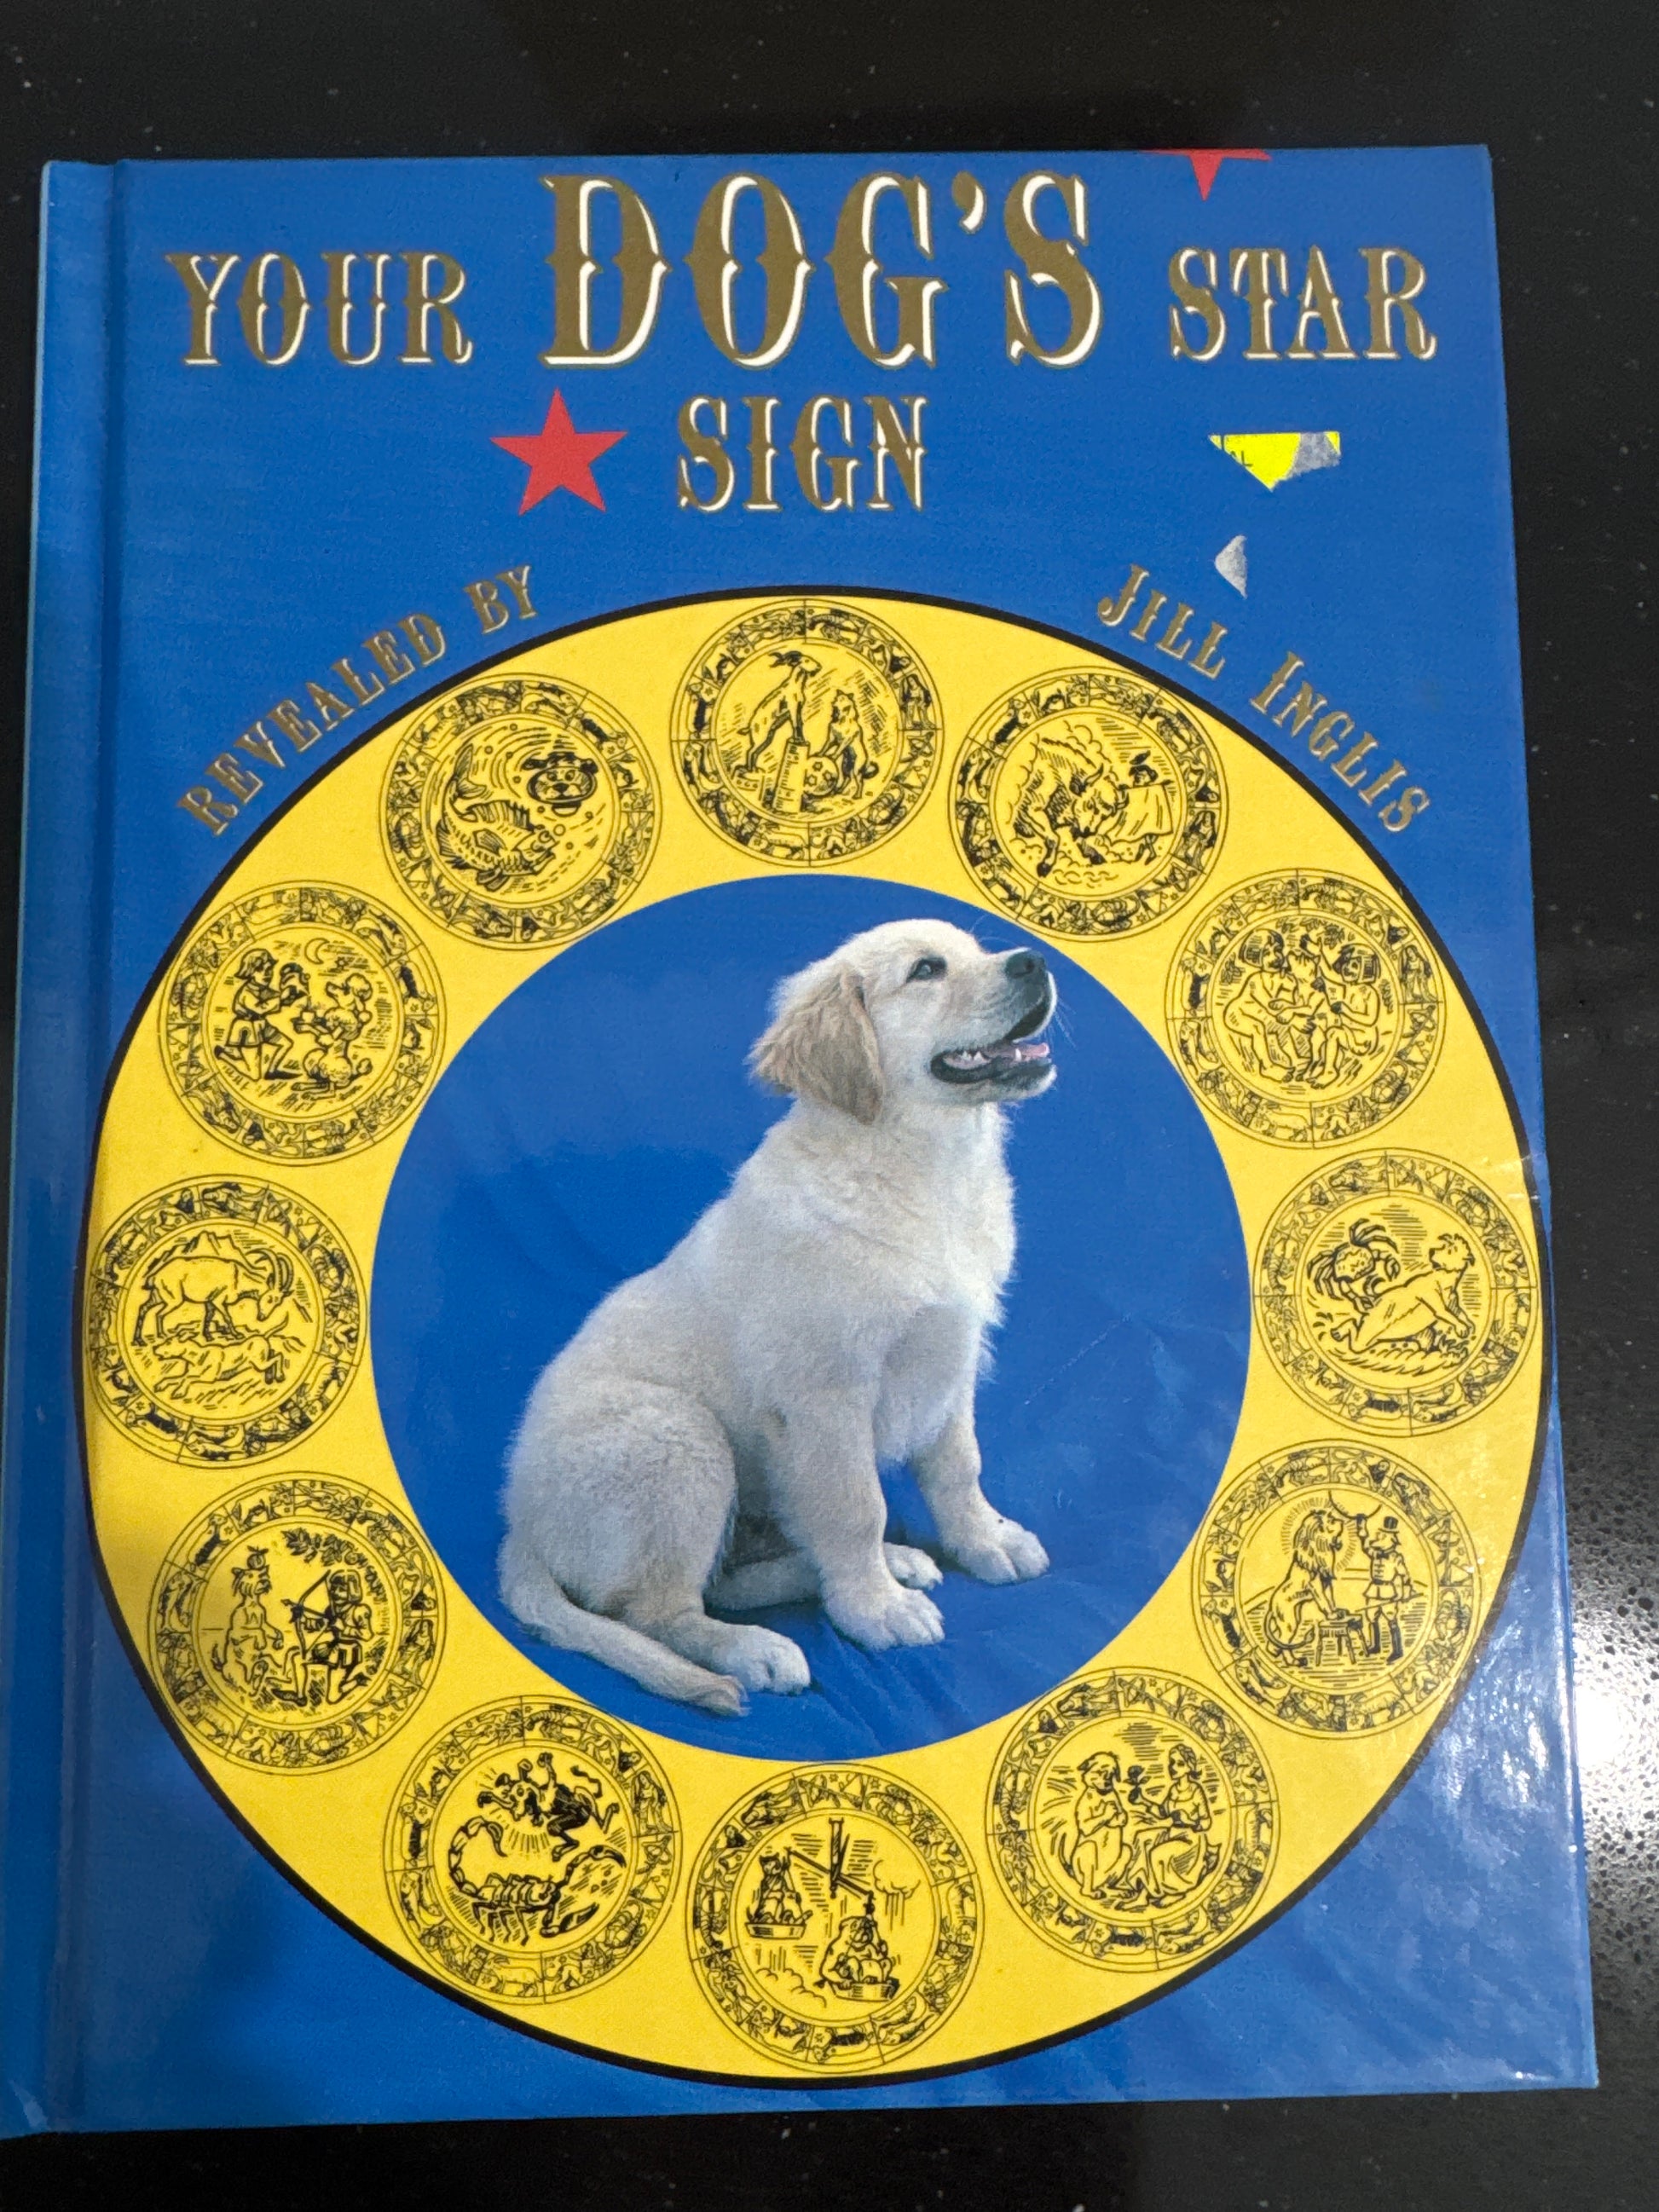 YOUR DOG'S STAR
SIGN
REVEALED BY
JILL INGLIS